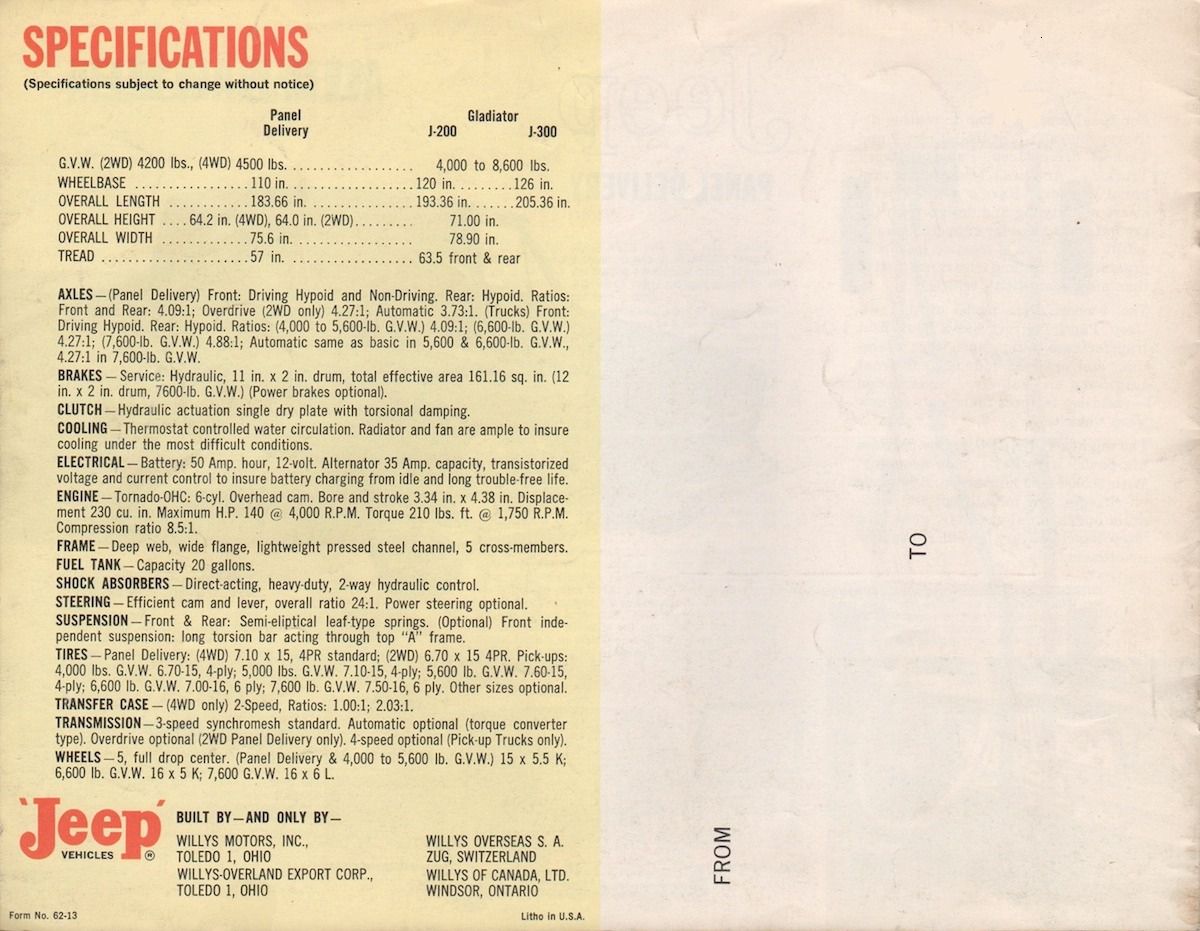 SPECIFICATIONS
(Specifications subject to change without notice)
Panel Gladiator
Delivery J-200 J-300
G.V.W. (2WD) 4200 lbs., (4WD) 4500 lbs. .................. 4,000 to 8,600 lbs.
WHEELBASE ................. 110 in. .................. 120 in. ......... 126 in.
OVERALL LENGTH ............ 183.66 in. ............... 193.36 in. ....... 205.36 in.
OVERALL HEIGHT .... 64.2 in. (4WD), 64.0 in. (2WD) ......... 71.00 in.
OVERALL WIDTH ............. 75.6 in. ................. 78.90 in.
TREAD ...................... 57 in. .................. 63.5 front & rear
AXLES — (Panel Delivery) Front: Driving Hypoid and Non-Driving. Rear: Hypoid. Ratios:
Front and Rear: 4.09:1; Overdrive (2WD only) 4.27:1; Automatic 3.73:1. (Trucks) Front:
Driving Hypoid. Rear: Hypoid. Ratios: (4,000 to 5,600-lb. G.V.W.) 4.09:1; (6,600-lb. G.V.W.)
4.27:1; (7,600-lb. G.V.W.) 4.88:1; Automatic same as basic in 5,600 & 6,600-lb. G.V.W.,
4.27:1 in 7,600-lb. G.V.W.
BRAKES — Service: Hydraulic, 11 in. x 2 in. drum, total effective area 161.16 sq. in. (12
in. x 2 in. drum, 7600-lb. G.V.W.) (Power brakes optional).
CLUTCH — Hydraulic actuation single dry plate with torsional damping.
COOLING — Thermostat controlled water circulation. Radiator and fan are ample to insure
cooling under the most difficult conditions.
ELECTRICAL — Battery: 50 Amp. hour, 12-volt. Alternator 35 Amp. capacity, transistorized
voltage and current control to insure battery charging from idle and long trouble-free life.
ENGINE — Tornado-OHC: 6-cyl. Overhead cam. Bore and stroke 3.34 in. x 4.38 in. Displace-
ment 230 cu. in. Maximum H.P. 140 @ 4,000 R.P.M. Torque 210 lbs. ft. @ 1,750 R.P.M.
Compression ratio 8.5:1.
FRAME — Deep web, wide flange, lightweight pressed steel channel, 5 cross-members.
FUEL TANK — Capacity 20 gallons.
SHOCK ABSORBERS — Direct-acting, heavy-duty, 2-way hydraulic control.
STEERING — Efficient cam and lever, overall ratio 24:1. Power steering optional.
SUSPENSION — Front & Rear: Semi-eliptical leaf-type springs. (Optional) Front inde-
pendent suspension: long torsion bar acting through top "A" frame.
TIRES — Panel Delivery: (4WD) 7.10 x 15, 4PR standard; (2WD) 6.70 x 15 4PR. Pick-ups:
4,000 lbs. G.V.W. 6.70-15, 4-ply; 5,000 lbs. G.V.W. 7.10-15, 4-ply; 5,600 lb. G.V.W. 7.60-15,
4-ply; 6,600 lb. G.V.W. 7.00-16, 6 ply; 7,600 lb. G.V.W. 7.50-16, 6 ply. Other sizes optional.
TRANSFER CASE — (4WD only) 2-Speed, Ratios: 1.00:1; 2.03:1.
TRANSMISSION — 3-speed synchromesh standard. Automatic optional (torque converter
type). Overdrive optional (2WD Panel Delivery only). 4-speed optional (Pick-up Trucks only).
WHEELS — 5, full drop center. (Panel Delivery & 4,000 to 5,600 lb. G.V.W.) 15 x 5.5 K;
6,600 lb. G.V.W. 16 x 5 K; 7,600 G.V.W. 16 x 6 L.
'Jeep'
VEHICLES ®
BUILT BY — AND ONLY BY —
WILLYS MOTORS, INC.,
TOLEDO 1, OHIO
WILLYS-OVERLAND EXPORT CORP.,
TOLEDO 1, OHIO
WILLYS OVERSEAS S. A.
ZUG, SWITZERLAND
WILLYS OF CANADA, LTD.
WINDSOR, ONTARIO
Form No. 62-13
Litho in U.S.A.
FROM
TO